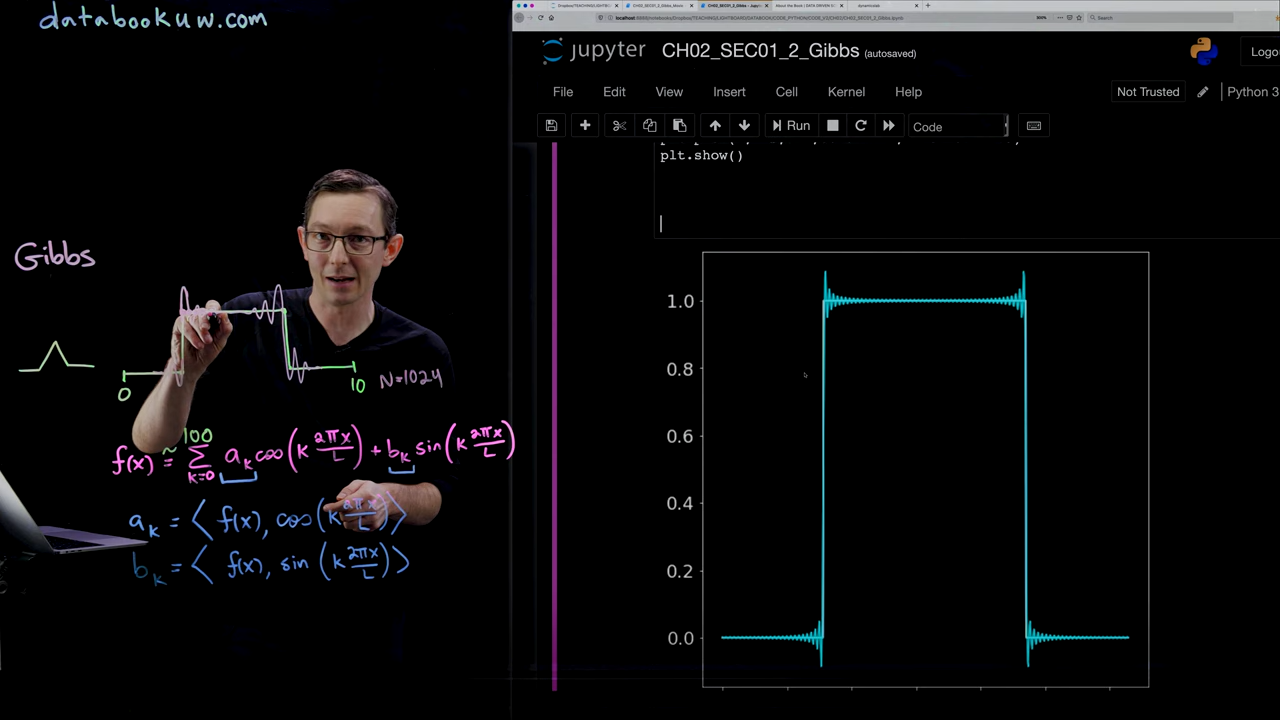 databookuw.com
Gibbs
0
10
N=1024
f(x) ≈ \sum_{k=0}^{100} a_k cos(k 2πx/L) + b_k sin(k 2πx/L)
a_k = ⟨ f(x), cos(k 2πx/L) ⟩
b_k = ⟨ f(x), sin(k 2πx/L) ⟩
jupyter CH02_SEC01_2_Gibbs (autosaved)
File Edit View Insert Cell Kernel Help
Not Trusted
Python 3
Run
Code
plt.show()
1.0
0.8
0.6
0.4
0.2
0.0